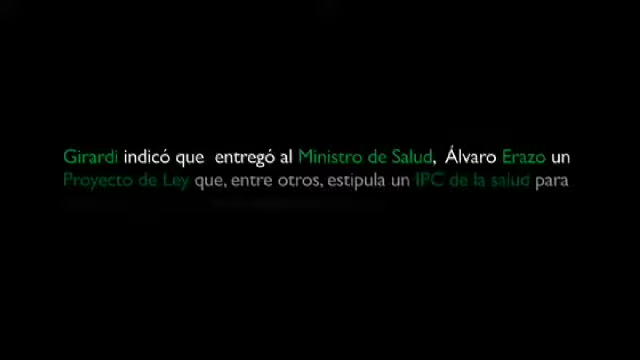 Girardi indicó que entregó al Ministro de Salud, Álvaro Erazo un
Proyecto de Ley que, entre otros, estipula un IPC de la salud para